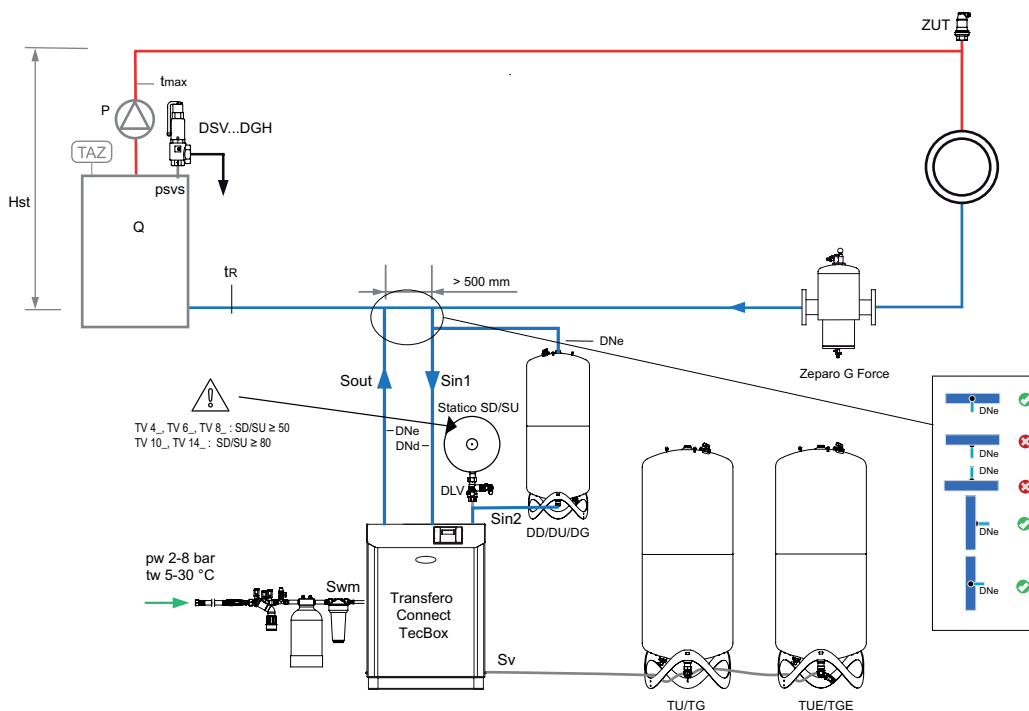 ZUT
tmax
P
DSV...DGH
TAZ
psvs
Hst
Q
tR
> 500 mm
DNe
Zeparo G Force
Sout
Sin1
Statico SD/SU
TV 4_, TV 6_, TV 8_ : SD/SU ≥ 50
TV 10_, TV 14_ : SD/SU ≥ 80
DNe
DNd
DLV
Sin2
DD/DU/DG
DNe
DNe
DNe
DNe
DNe
pw 2-8 bar
tw 5-30 °C
Swm
Transfero
Connect
TecBox
Sv
TU/TG
TUE/TGE